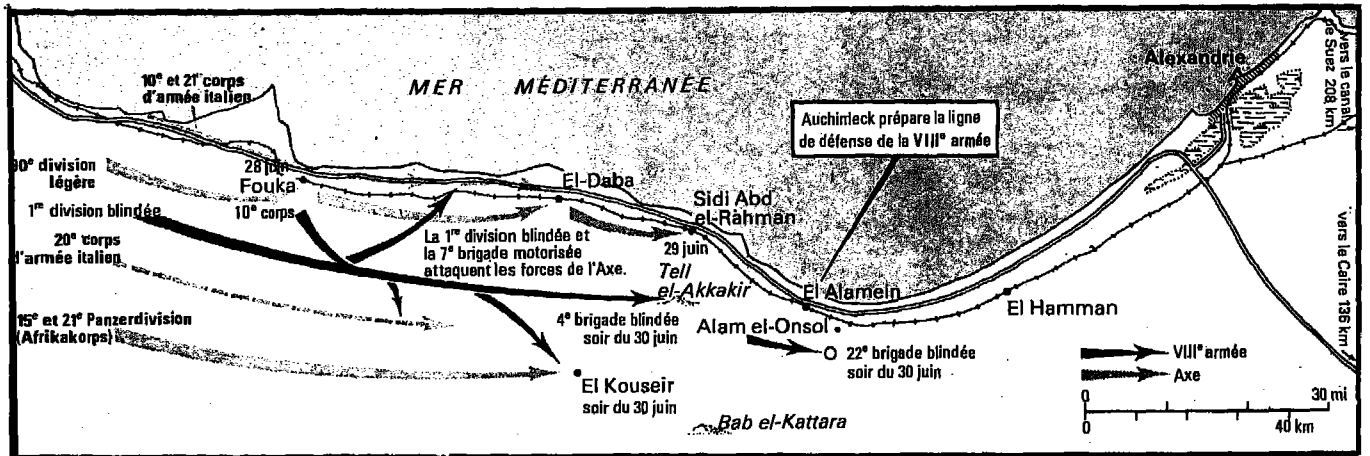 MER MÉDITERRANÉE
10e et 21e corps
d'armée italien
Alexandrie
vers le canal
de Suez 208 km
Auchinleck prépare la ligne
de défense de la VIIIe armée
90e division
légère
28 juin
Fouka
El-Daba
1re division blindée
10e corps
Sidi Abd
el-Rahman
29 juin
La 1re division blindée et
la 7e brigade motorisée
attaquent les forces de l'Axe.
20e corps
d'armée italien
Tell
el-Akkakir
El Alamein
El Hamman
vers le Caire 136 km
15e et 21e Panzerdivision
(Afrikakorps)
4e brigade blindée
soir du 30 juin
Alam el-Onsol
22e brigade blindée
soir du 30 juin
El Kouseir
soir du 30 juin
Bab el-Kattara
VIIIe armée
Axe
0 30 mi
0 40 km